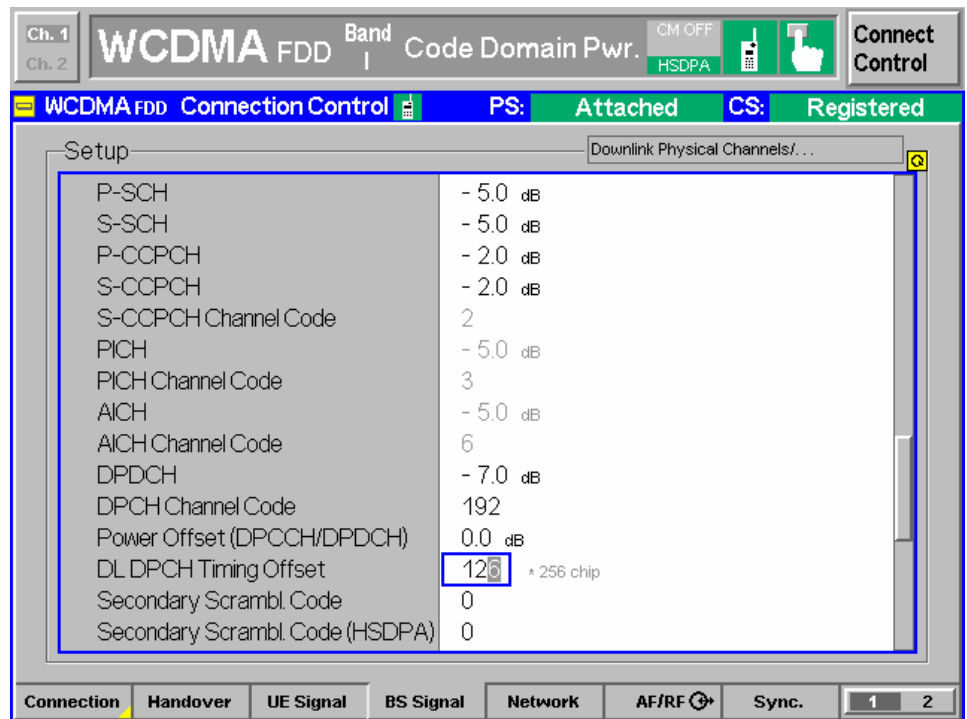 Ch. 1
Ch. 2
WCDMA FDD Band I Code Domain Pwr.
CM OFF
HSDPA
Connect Control
WCDMA FDD Connection Control PS: Attached CS: Registered
Setup Downlink Physical Channels/...
P-SCH - 5.0 dB
S-SCH - 5.0 dB
P-CCPCH - 2.0 dB
S-CCPCH - 2.0 dB
S-CCPCH Channel Code 2
PICH - 5.0 dB
PICH Channel Code 3
AICH - 5.0 dB
AICH Channel Code 6
DPDCH - 7.0 dB
DPCH Channel Code 192
Power Offset (DPCCH/DPDCH) 0.0 dB
DL DPCH Timing Offset 126 * 256 chip
Secondary Scrambl. Code 0
Secondary Scrambl. Code (HSDPA) 0
Connection Handover UE Signal BS Signal Network AF/RF Sync. 1 2